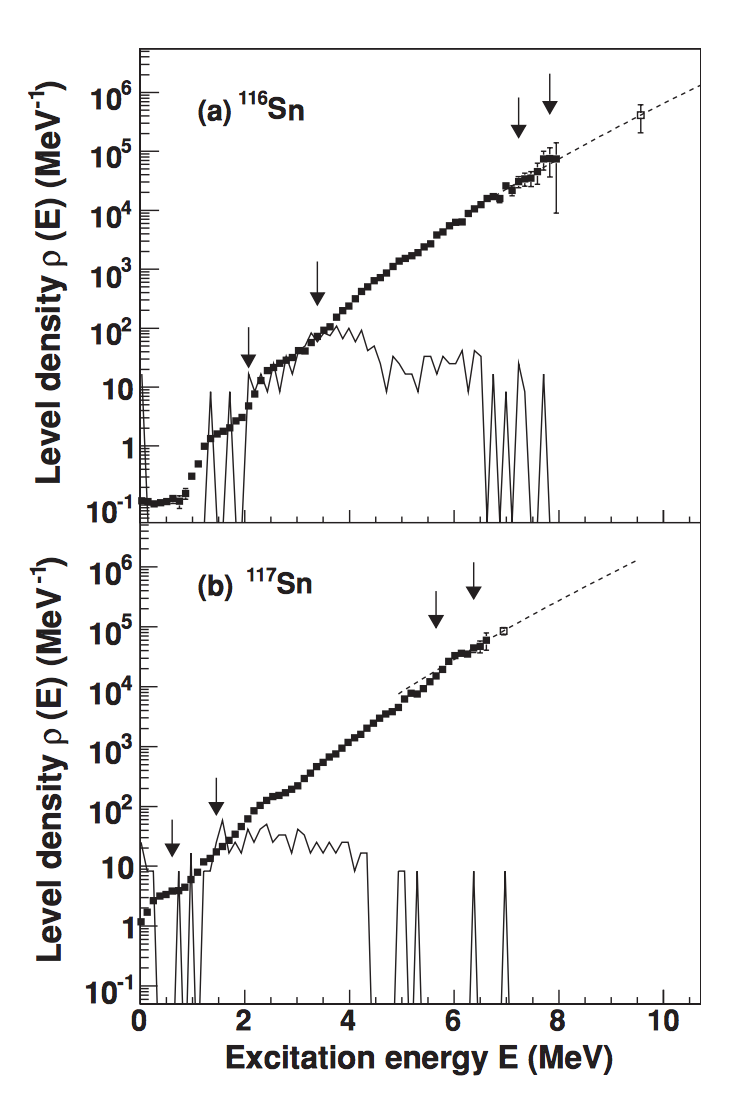 Level density ρ (E) (MeV⁻¹)
10⁶
10⁵
10⁴
10³
10²
10
1
10⁻¹
(a) ¹¹⁶Sn
Level density ρ (E) (MeV⁻¹)
10⁶
10⁵
10⁴
10³
10²
10
1
10⁻¹
(b) ¹¹⁷Sn
0 2 4 6 8 10
Excitation energy E (MeV)